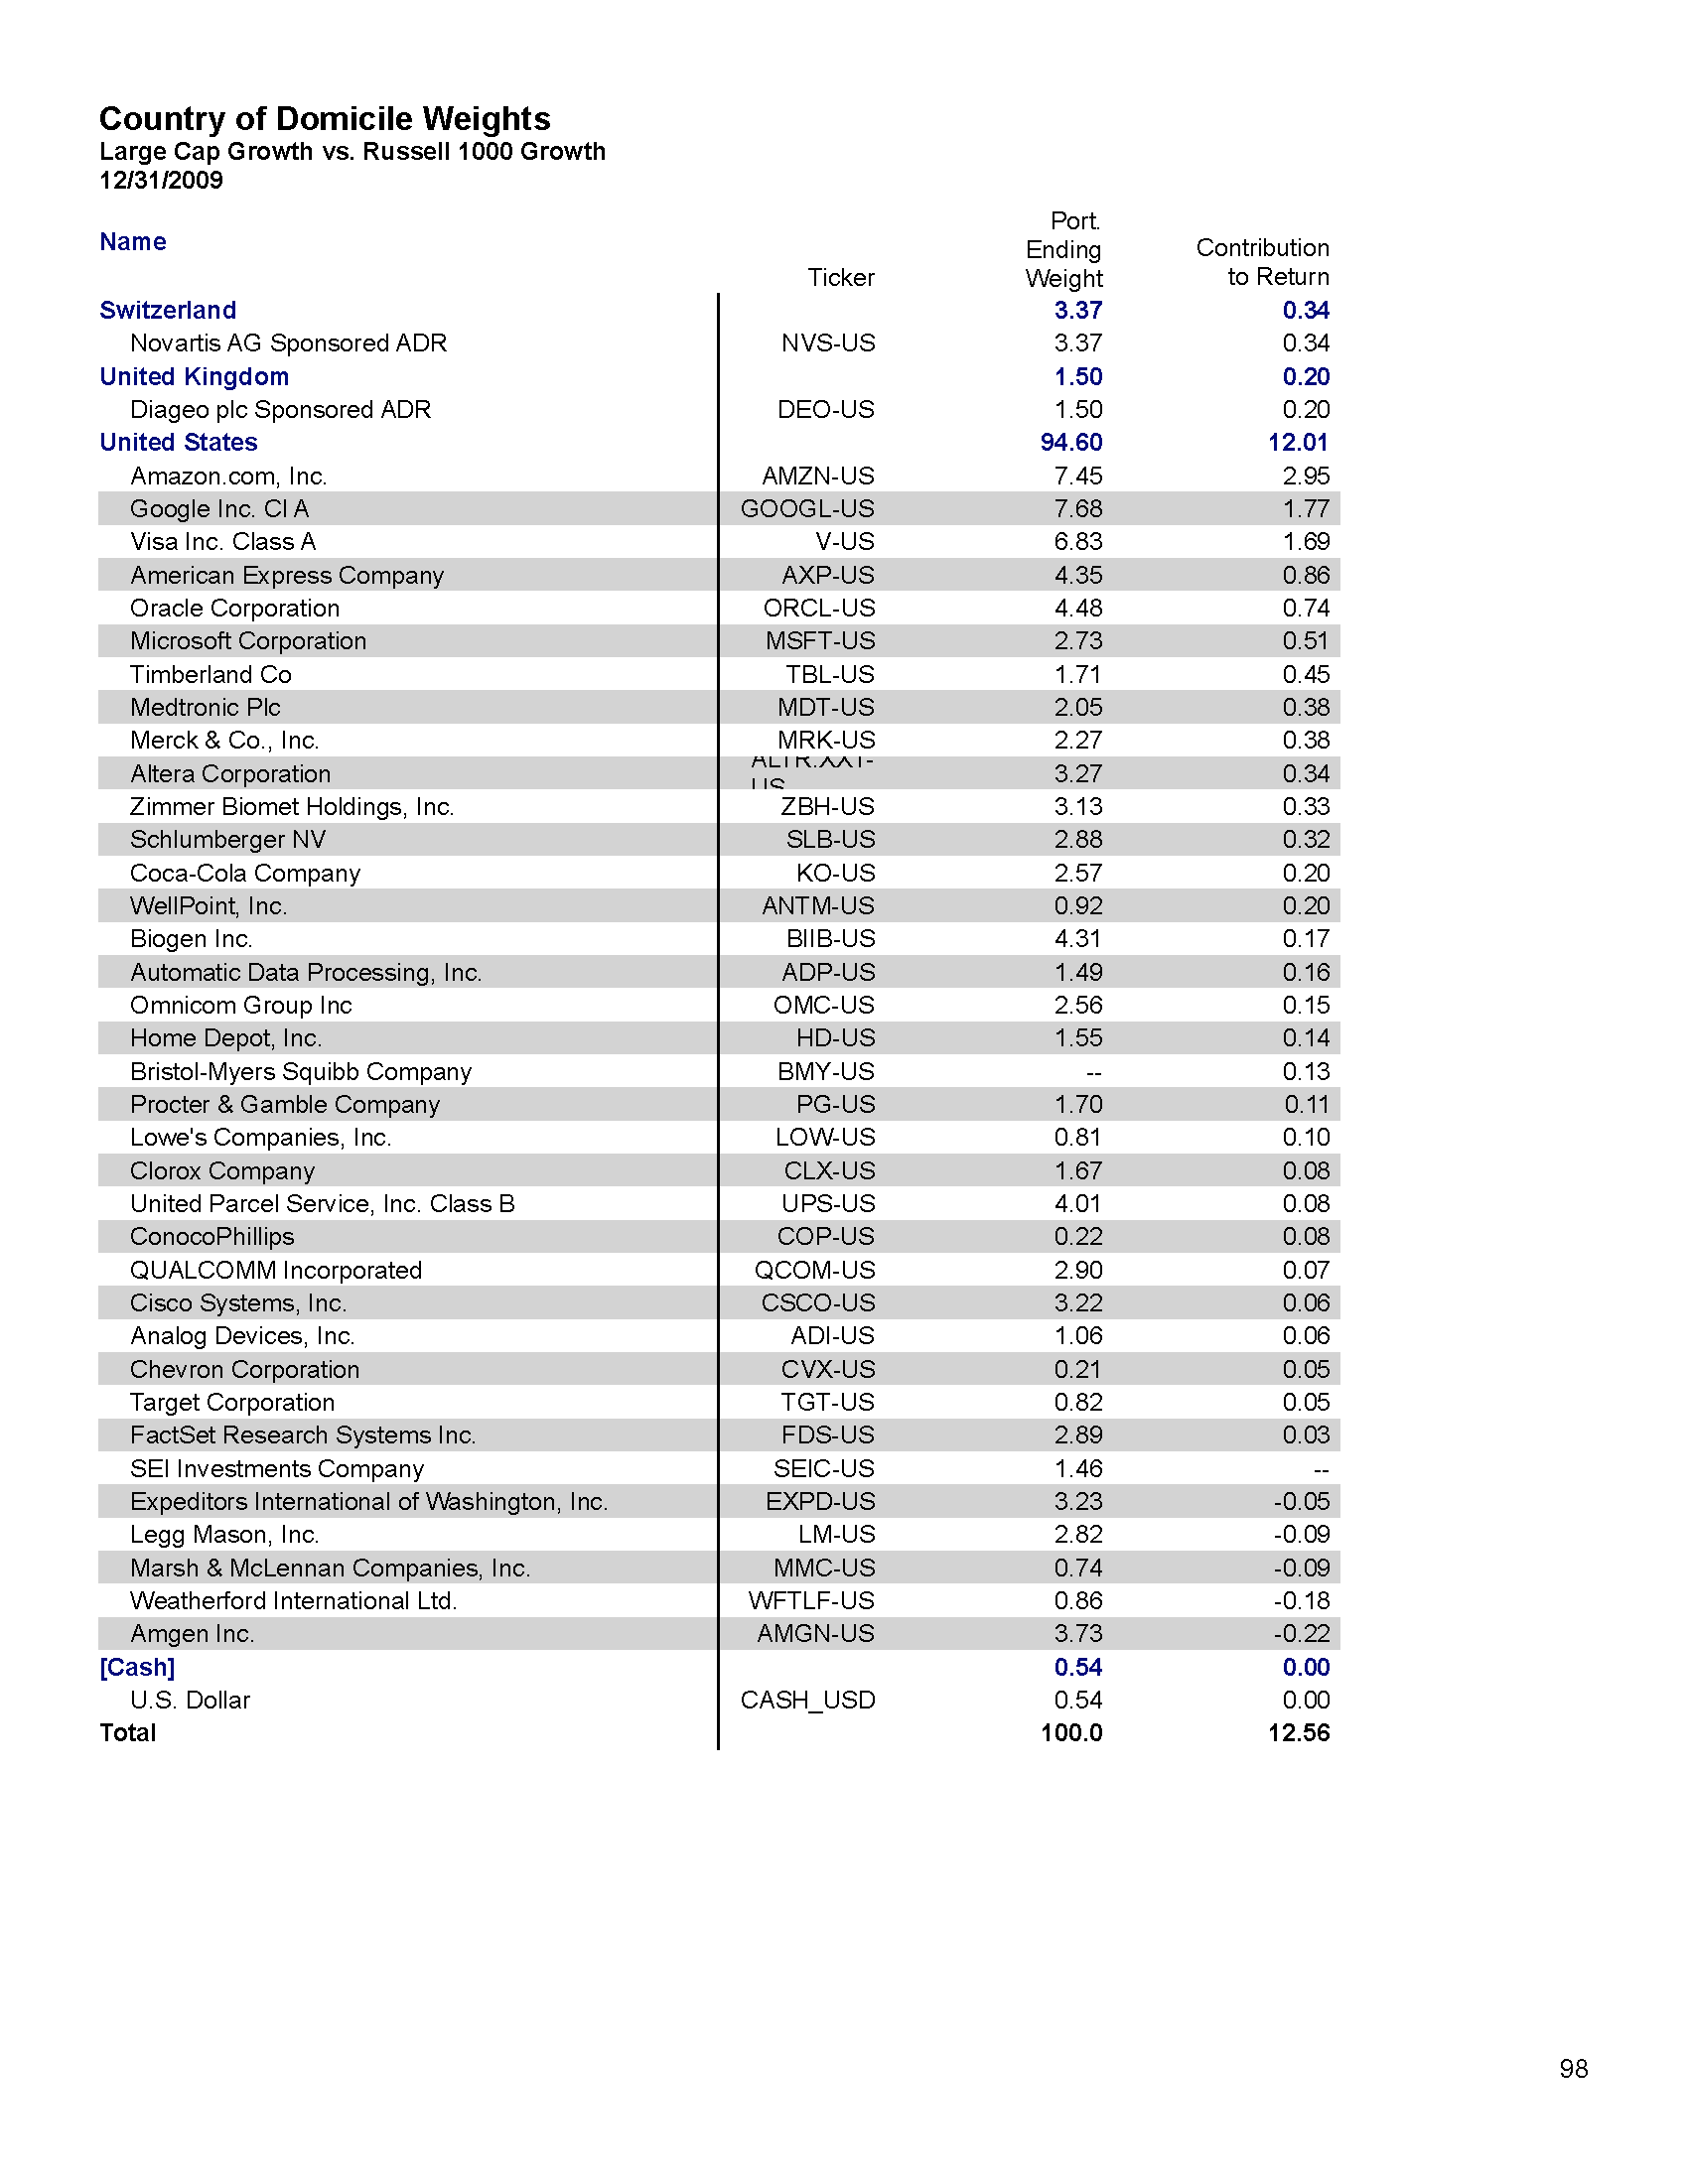 Country of Domicile Weights
Large Cap Growth vs. Russell 1000 Growth
12/31/2009
Name Ticker Port. Ending Weight Contribution to Return
Switzerland 3.37 0.34
Novartis AG Sponsored ADR NVS-US 3.37 0.34
United Kingdom 1.50 0.20
Diageo plc Sponsored ADR DEO-US 1.50 0.20
United States 94.60 12.01
Amazon.com, Inc. AMZN-US 7.45 2.95
Google Inc. Cl A GOOGL-US 7.68 1.77
Visa Inc. Class A V-US 6.83 1.69
American Express Company AXP-US 4.35 0.86
Oracle Corporation ORCL-US 4.48 0.74
Microsoft Corporation MSFT-US 2.73 0.51
Timberland Co TBL-US 1.71 0.45
Medtronic Plc MDT-US 2.05 0.38
Merck & Co., Inc. MRK-US 2.27 0.38
Altera Corporation 3.27 0.34
Zimmer Biomet Holdings, Inc. ZBH-US 3.13 0.33
Schlumberger NV SLB-US 2.88 0.32
Coca-Cola Company KO-US 2.57 0.20
WellPoint, Inc. ANTM-US 0.92 0.20
Biogen Inc. BIIB-US 4.31 0.17
Automatic Data Processing, Inc. ADP-US 1.49 0.16
Omnicom Group Inc OMC-US 2.56 0.15
Home Depot, Inc. HD-US 1.55 0.14
Bristol-Myers Squibb Company BMY-US -- 0.13
Procter & Gamble Company PG-US 1.70 0.11
Lowe's Companies, Inc. LOW-US 0.81 0.10
Clorox Company CLX-US 1.67 0.08
United Parcel Service, Inc. Class B UPS-US 4.01 0.08
ConocoPhillips COP-US 0.22 0.08
QUALCOMM Incorporated QCOM-US 2.90 0.07
Cisco Systems, Inc. CSCO-US 3.22 0.06
Analog Devices, Inc. ADI-US 1.06 0.06
Chevron Corporation CVX-US 0.21 0.05
Target Corporation TGT-US 0.82 0.05
FactSet Research Systems Inc. FDS-US 2.89 0.03
SEI Investments Company SEIC-US 1.46 --
Expeditors International of Washington, Inc. EXPD-US 3.23 -0.05
Legg Mason, Inc. LM-US 2.82 -0.09
Marsh & McLennan Companies, Inc. MMC-US 0.74 -0.09
Weatherford International Ltd. WFTLF-US 0.86 -0.18
Amgen Inc. AMGN-US 3.73 -0.22
[Cash] 0.54 0.00
U.S. Dollar CASH_USD 0.54 0.00
Total 100.0 12.56
98